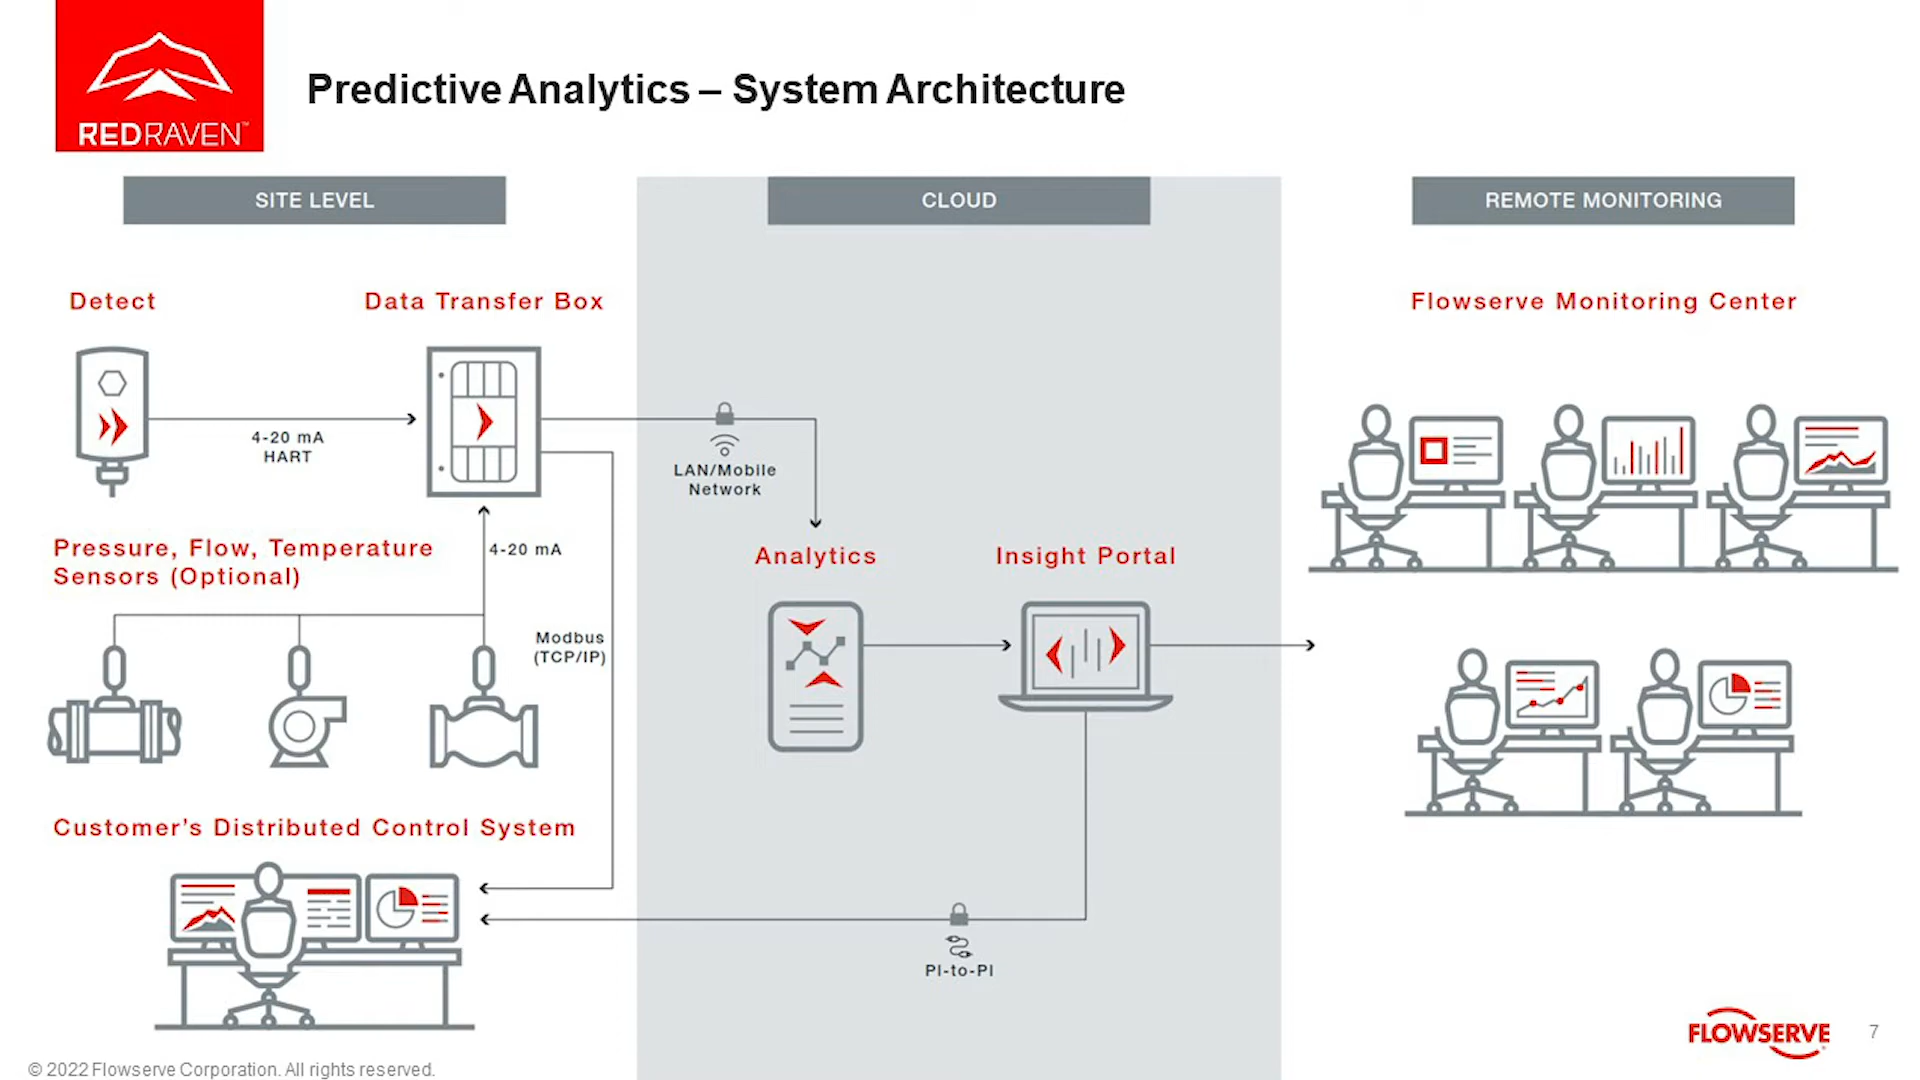 REDRAVEN™
Predictive Analytics – System Architecture
SITE LEVEL
CLOUD
REMOTE MONITORING
Detect
Data Transfer Box
Flowserve Monitoring Center
4-20 mA
HART
LAN/Mobile
Network
Pressure, Flow, Temperature
Sensors (Optional)
4-20 mA
Analytics
Insight Portal
Modbus
(TCP/IP)
Customer's Distributed Control System
PI-to-PI
FLOWSERVE
7
© 2022 Flowserve Corporation. All rights reserved.